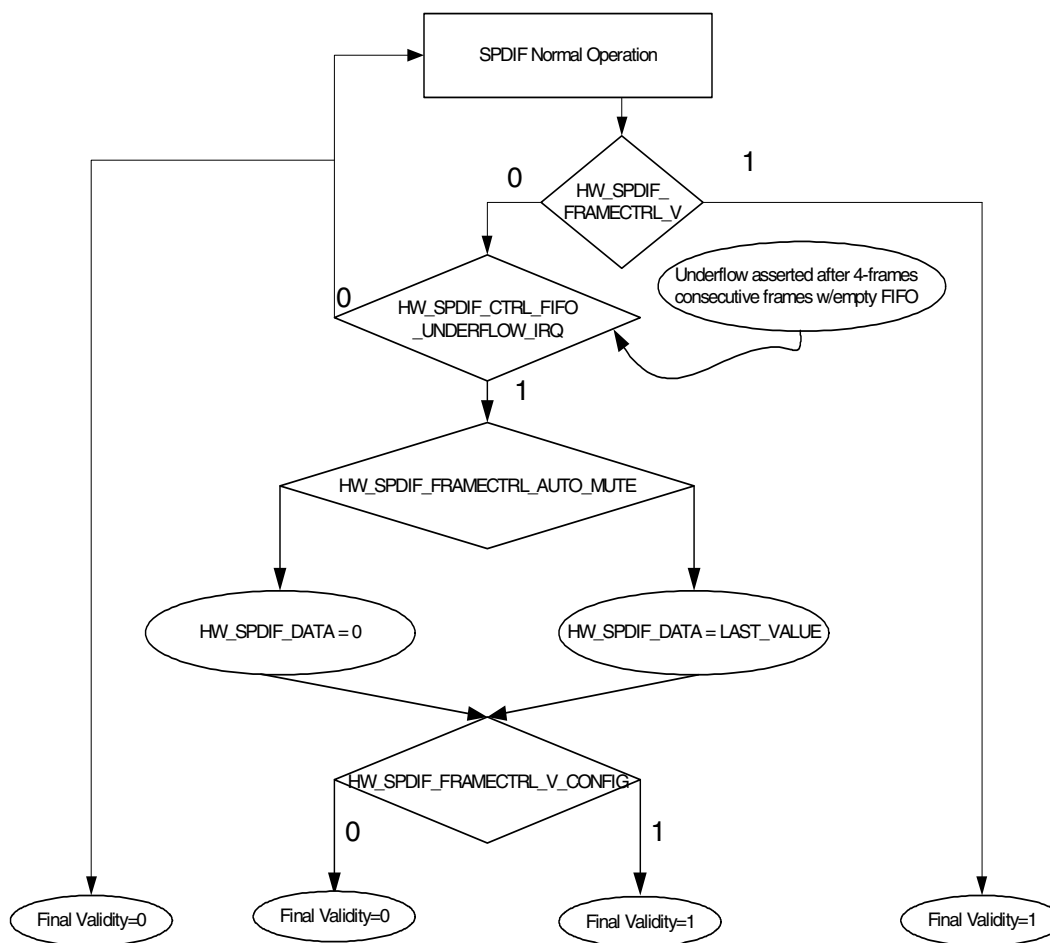 SPDIF Normal Operation
1
0
HW_SPDIF_
FRAMECTRL_V
Underflow asserted after 4-frames
consecutive frames w/empty FIFO
0
HW_SPDIF_CTRL_FIFO
_UNDERFLOW_IRQ
1
HW_SPDIF_FRAMECTRL_AUTO_MUTE
HW_SPDIF_DATA = 0
HW_SPDIF_DATA = LAST_VALUE
HW_SPDIF_FRAMECTRL_V_CONFIG
0
1
Final Validity=0
Final Validity=0
Final Validity=1
Final Validity=1